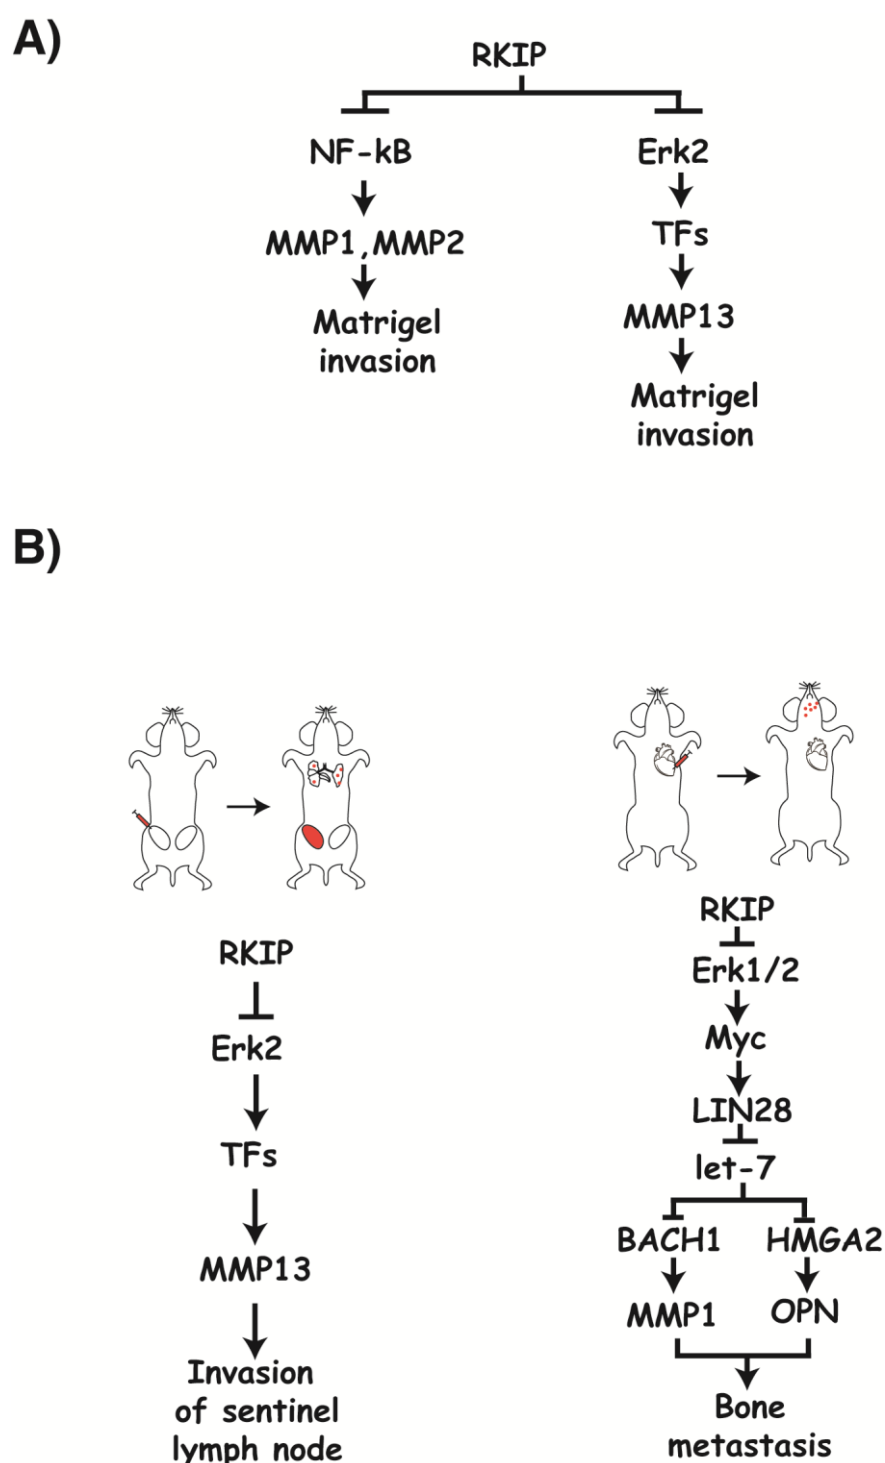 A)
RKIP
NF-kB
MMP1,MMP2
Matrigel
invasion
Erk2
TFs
MMP13
Matrigel
invasion
B)
RKIP
Erk2
TFs
MMP13
Invasion
of sentinel
lymph node
RKIP
Erk1/2
Myc
LIN28
let-7
BACH1
HMGA2
MMP1
OPN
Bone
metastasis